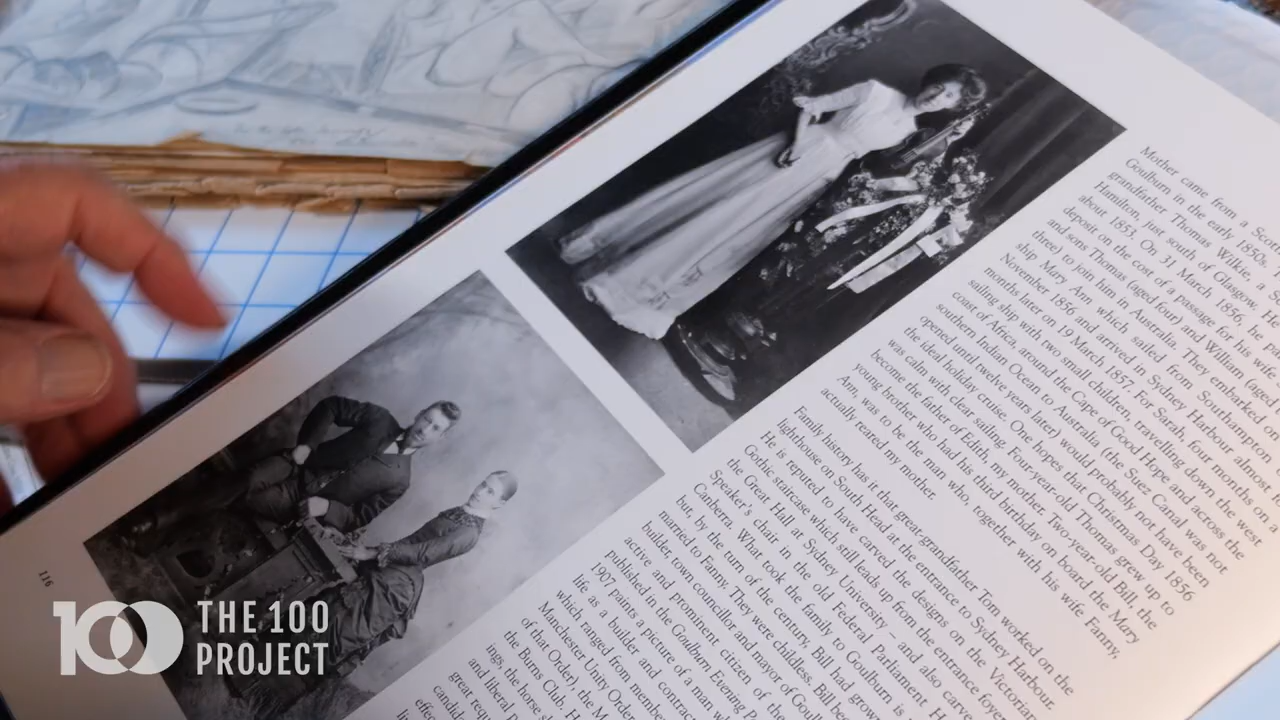 Mother came from a Scot
Goulburn in the early 1850s.
grandfather Thomas Wilkie, a S
Hamilton, just south of Glasgow. He
about 1853. On 31 March 1856, he paid
deposit on the cost of a passage for his wife
and sons Thomas (aged four) and William (aged
three) to join him in Australia. They embarked on
ship Mary Ann which sailed from Southampton
November 1856 and arrived in Sydney Harbour almost
months later on 19 March 1857. For Sarah, four months on a
sailing ship with two small children, travelling down the west
coast of Africa, around the Cape of Good Hope and across the
southern Indian Ocean to Australia (the Suez Canal was not
opened until twelve years later) would probably not have been
the ideal holiday cruise. One hopes that Christmas Day 1856
was calm with clear sailing. Four-year-old Thomas grew up to
become the father of Edith, my mother. Two-year-old Bill, the
young brother who had his third birthday on board the Mary
Ann, was to be the man who, together with his wife Fanny,
actually reared my mother.
Family history has it that great-grandfather Tom worked on the
lighthouse on South Head at the entrance to Sydney Harbour.
He is reputed to have carved the designs on the Victorian
Gothic staircase which still leads up from the entrance foyer
the Great Hall at Sydney University – and also carve
Speaker's chair in the old Federal Parliament H
Canberra. What took the family to Goulburn is
but, by the turn of the century, Bill had grow
married to Fanny. They were childless. Bill bec
builder, town councillor and mayor of Goul
active and prominent citizen of the
published in the Goulburn Evening P
1907 paints a picture of a man w
life as a builder and contrac
which ranged from member
Manchester Unity Order
of that Order), the M
the Burns Club, H
ings, the horse s
and liberal p
great requ
candid
effec
li
116
100 THE 100
PROJECT